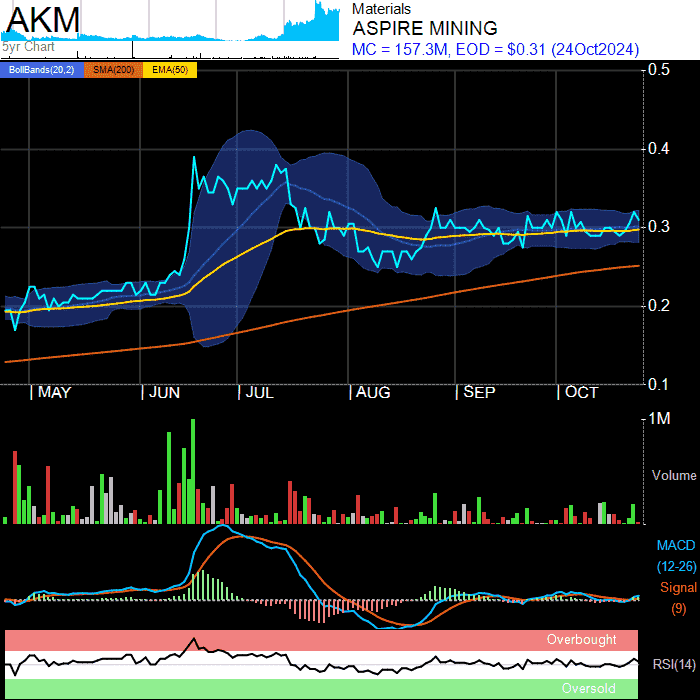 AKM
5yr Chart
Materials
ASPIRE MINING
MC = 157.3M, EOD = $0.31 (24Oct2024)
BollBands(20,2) SMA(200) EMA(50)
0.5
0.4
0.3
0.2
0.1
MAY JUN JUL AUG SEP OCT
1M
Volume
MACD
(12-26)
Signal
(9)
Overbought
RSI(14)
Oversold